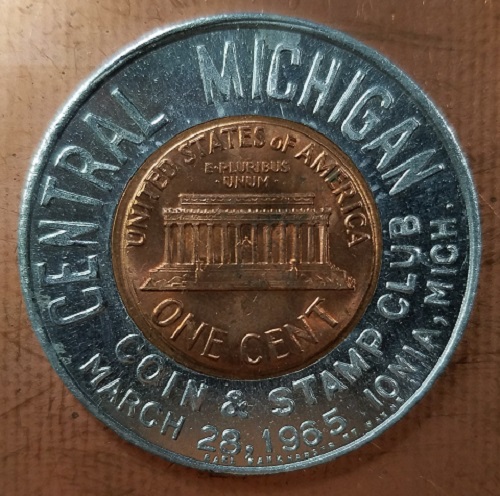 CENTRAL MICHIGAN
COIN & STAMP CLUB
MARCH 28, 1965 IONIA, MICH.
UNITED STATES of AMERICA
E·PLURIBUS
·UNUM·
ONE CENT